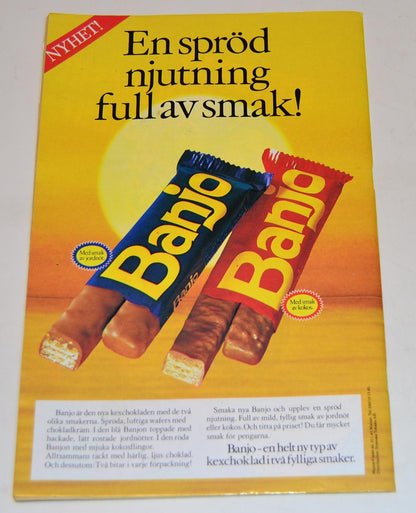 NYHET!
En spröd
njutning
full av smak!
Banjo
Banjo
Banjo
Med smak
av jordnöt.
Med smak
av kokos.
Banjo är den nya kexchokladen med de två
olika smakerna. Spröda, luftiga wafers med
chokladkräm. I den blå Banjon toppade med
hackade, lätt rostade jordnötter. I den röda
Banjon med mjuka kokosflingor.
Alltsammans täckt med härlig, ljus choklad.
Och dessutom: Två bitar i varje förpackning!
Smaka nya Banjo och upplev en spröd
njutning. Full av mild, fyllig smak av jordnöt
eller kokos. Och titta på priset! Du får mycket
smak för pengarna.
Banjo – en helt ny typ av
kexchoklad i två fylliga smaker.